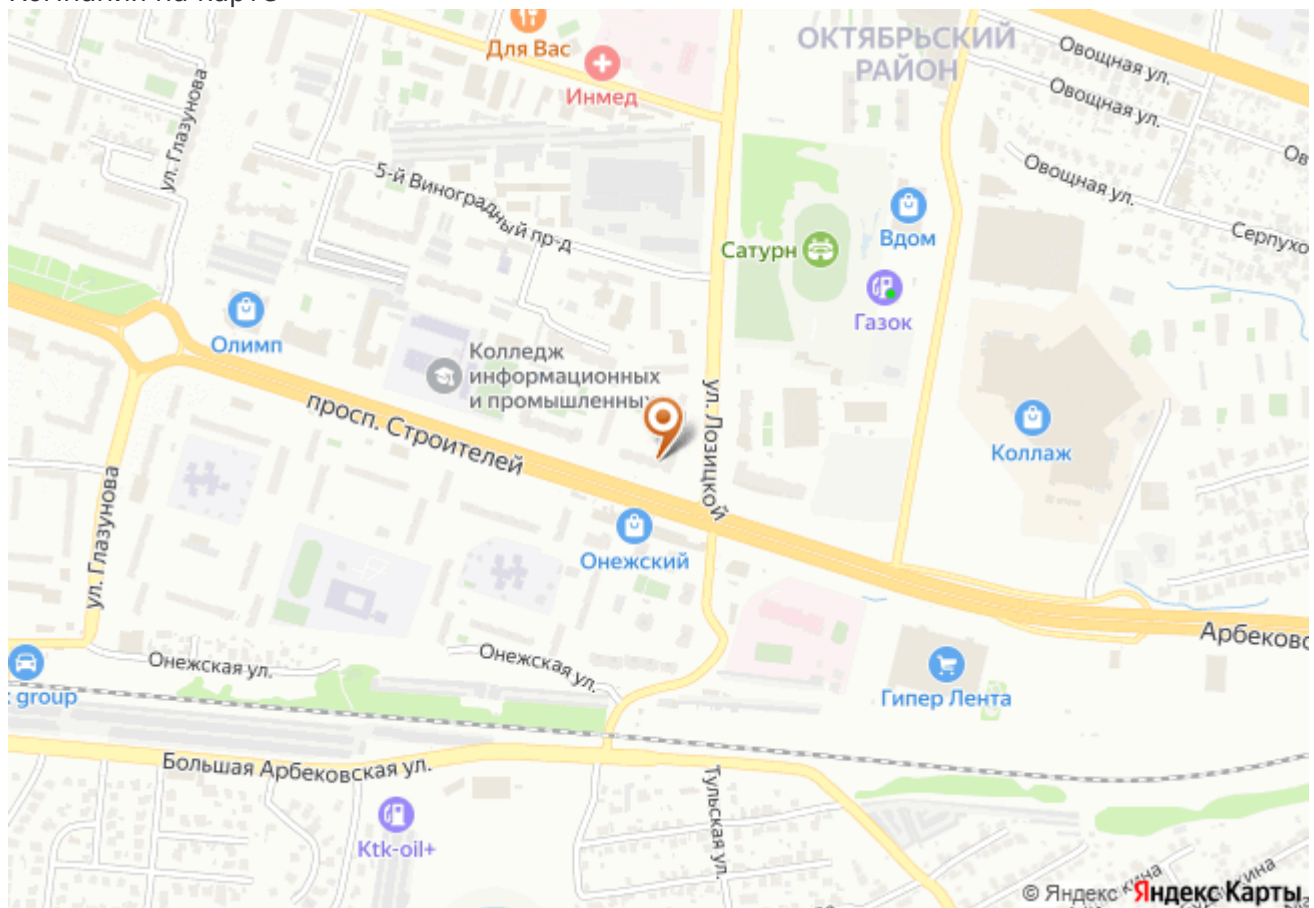 Для Вас
Инмед
ОКТЯБРЬСКИЙ
РАЙОН
Овощная ул.
Овощная ул.
Овощная ул.
Серпухо
ул. Глазунова
5-й Виноградный пр-д
Сатурн
Вдом
Газок
Олимп
Колледж
информационных
и промышленных
просп. Строителей
ул. Лозицкой
Коллаж
Онежский
ул. Глазунова
Арбековс
Онежская ул.
Онежская ул.
group
Гипер Лента
Большая Арбековская ул.
Тульская ул.
Ktk-oil+
© Яндекс
Яндекс Карты